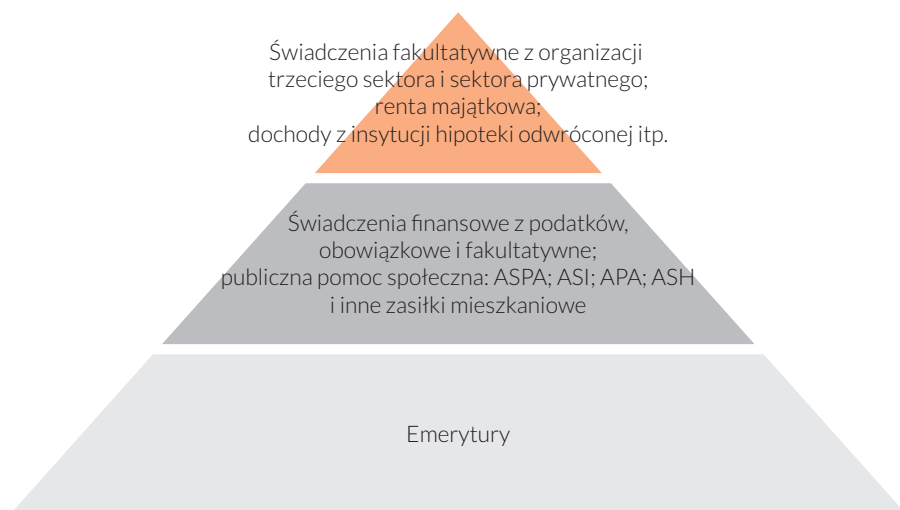 Świadczenia fakultatywne z organizacji
trzeciego sektora i sektora prywatnego;
renta majątkowa;
dochody z insytucji hipoteki odwróconej itp.
Świadczenia finansowe z podatków,
obowiązkowe i fakultatywne;
publiczna pomoc społeczna: ASPA; ASI; APA; ASH
i inne zasiłki mieszkaniowe
Emerytury